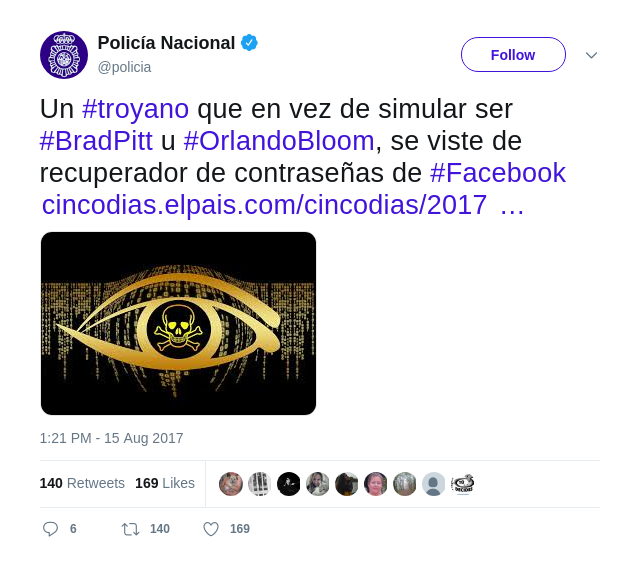 Policía Nacional
@policia
Follow
Un #troyano que en vez de simular ser
#BradPitt u #OrlandoBloom, se viste de
recuperador de contraseñas de #Facebook
cincodias.elpais.com/cincodias/2017 …
1:21 PM - 15 Aug 2017
140 Retweets 169 Likes
6 140 169